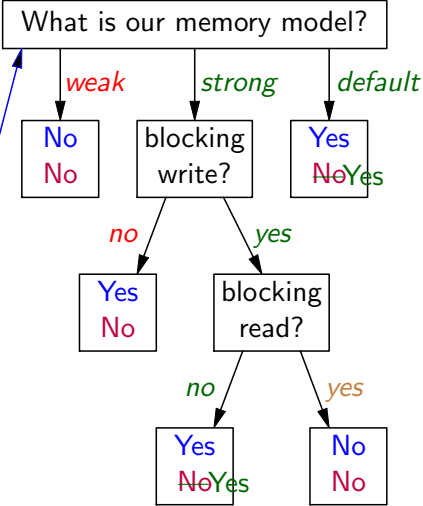 What is our memory model?
weak
strong
default
No
No
blocking
write?
Yes
No Yes
no
yes
Yes
No
blocking
read?
no
yes
Yes
No Yes
No
No